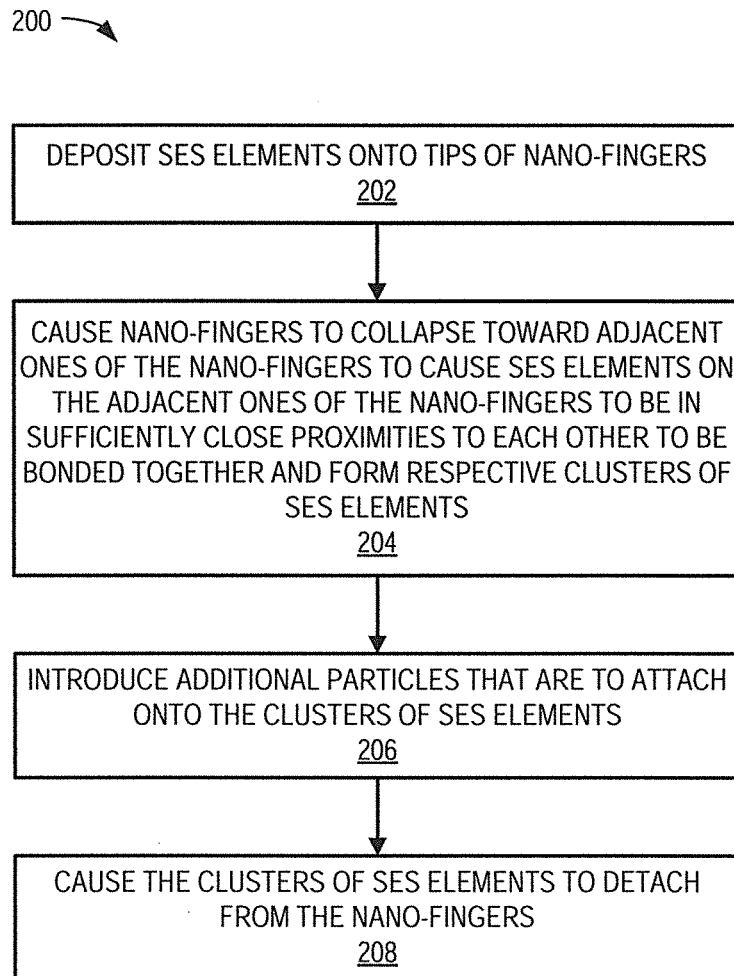 200
DEPOSIT SES ELEMENTS ONTO TIPS OF NANO-FINGERS
202
CAUSE NANO-FINGERS TO COLLAPSE TOWARD ADJACENT
ONES OF THE NANO-FINGERS TO CAUSE SES ELEMENTS ON
THE ADJACENT ONES OF THE NANO-FINGERS TO BE IN
SUFFICIENTLY CLOSE PROXIMITIES TO EACH OTHER TO BE
BONDED TOGETHER AND FORM RESPECTIVE CLUSTERS OF
SES ELEMENTS
204
INTRODUCE ADDITIONAL PARTICLES THAT ARE TO ATTACH
ONTO THE CLUSTERS OF SES ELEMENTS
206
CAUSE THE CLUSTERS OF SES ELEMENTS TO DETACH
FROM THE NANO-FINGERS
208